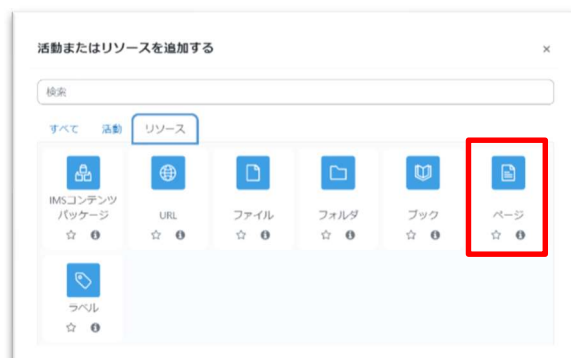 活動またはリソースを追加する ×
検索
すべて 活動 リソース
IMSコンテンツ
パッケージ URL ファイル フォルダ ブック ページ
ラベル